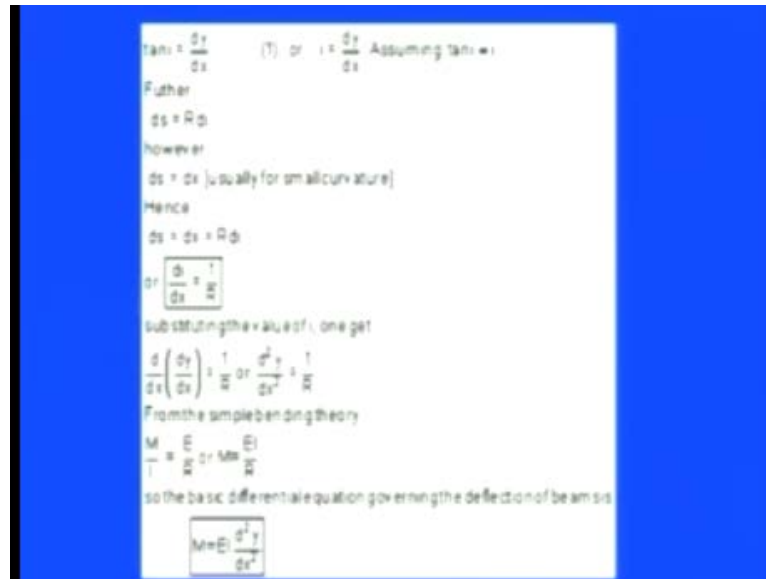 tan i = dy/dx (1) or i = dy/dx Assuming tan i = i
Futher
ds = R di
however
ds = dx [usually for small curvature]
Hence
ds = dx = R di
or di/dx = 1/R
substituting the value of i, one get
d/dx (dy/dx) = 1/R or d²y/dx² = 1/R
From the simple bending theory
M/I = E/R or M = EI/R
so the basic differential equation governing the deflection of beams is
M = EI d²y/dx²